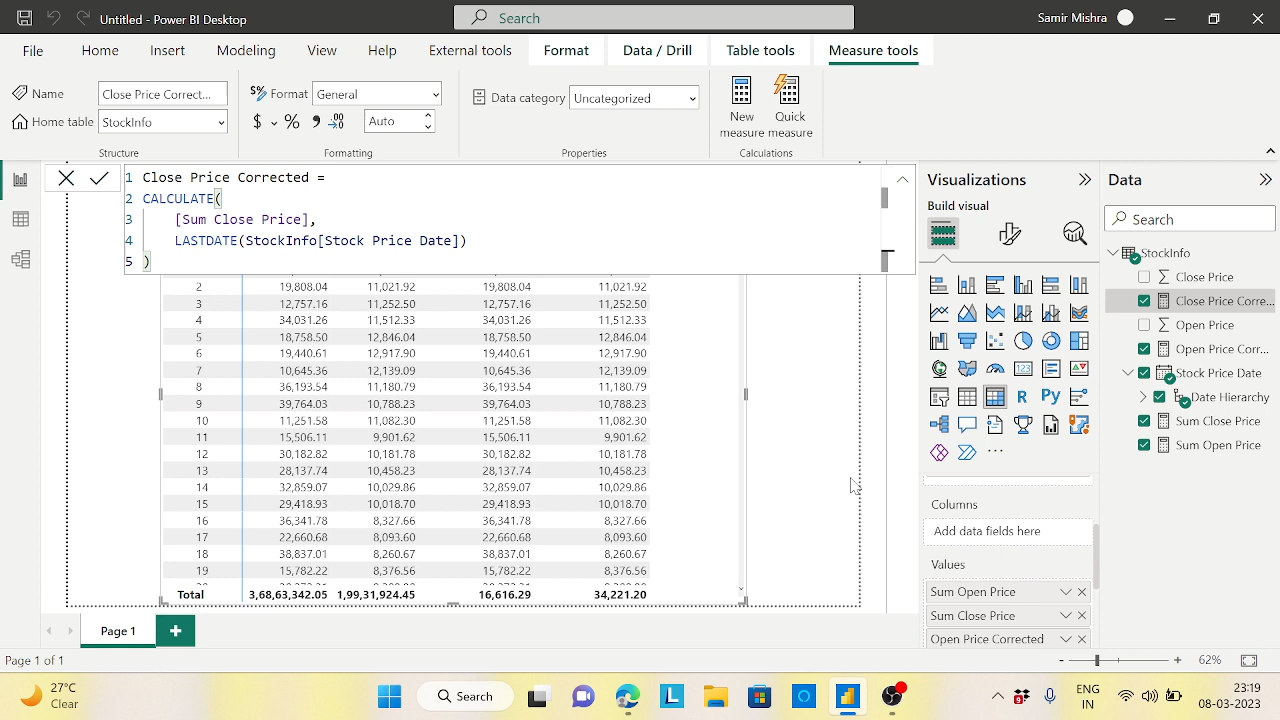 Untitled - Power BI Desktop
Search
Samir Mishra
File Home Insert Modeling View Help External tools Format Data / Drill Table tools Measure tools
Name Close Price Correct...
Format General
Data category Uncategorized
Home table StockInfo
$ % Auto
New measure
Quick measure
Structure
Formatting
Properties
Calculations
1 Close Price Corrected =
2 CALCULATE(
3 [Sum Close Price],
4 LASTDATE(StockInfo[Stock Price Date])
5 )
2 19,808.04 11,021.92 19,808.04 11,021.92
3 12,757.16 11,252.50 12,757.16 11,252.50
4 34,031.26 11,512.33 34,031.26 11,512.33
5 18,758.50 12,846.04 18,758.50 12,846.04
6 19,440.61 12,917.90 19,440.61 12,917.90
7 10,645.36 12,139.09 10,645.36 12,139.09
8 36,193.54 11,180.79 36,193.54 11,180.79
9 39,764.03 10,788.23 39,764.03 10,788.23
10 11,251.58 11,082.30 11,251.58 11,082.30
11 15,506.11 9,901.62 15,506.11 9,901.62
12 30,182.82 10,181.78 30,182.82 10,181.78
13 28,137.74 10,458.23 28,137.74 10,458.23
14 32,859.07 10,029.86 32,859.07 10,029.86
15 29,418.93 10,018.70 29,418.93 10,018.70
16 36,341.78 8,327.66 36,341.78 8,327.66
17 22,660.68 8,093.60 22,660.68 8,093.60
18 38,837.01 8,260.67 38,837.01 8,260.67
19 15,782.22 8,376.56 15,782.22 8,376.56
Total 3,68,63,342.05 1,99,31,924.45 16,616.29 34,221.20
Visualizations
Build visual
R Py
123
...
Columns
Add data fields here
Values
Sum Open Price
Sum Close Price
Open Price Corrected
Data
Search
StockInfo
Close Price
Close Price Corre...
Open Price
Open Price Corr...
Stock Price Date
Date Hierarchy
Sum Close Price
Sum Open Price
Page 1
Page 1 of 1
- + 62%
27°C
Clear
Search
ENG
IN
23:19
08-03-2023